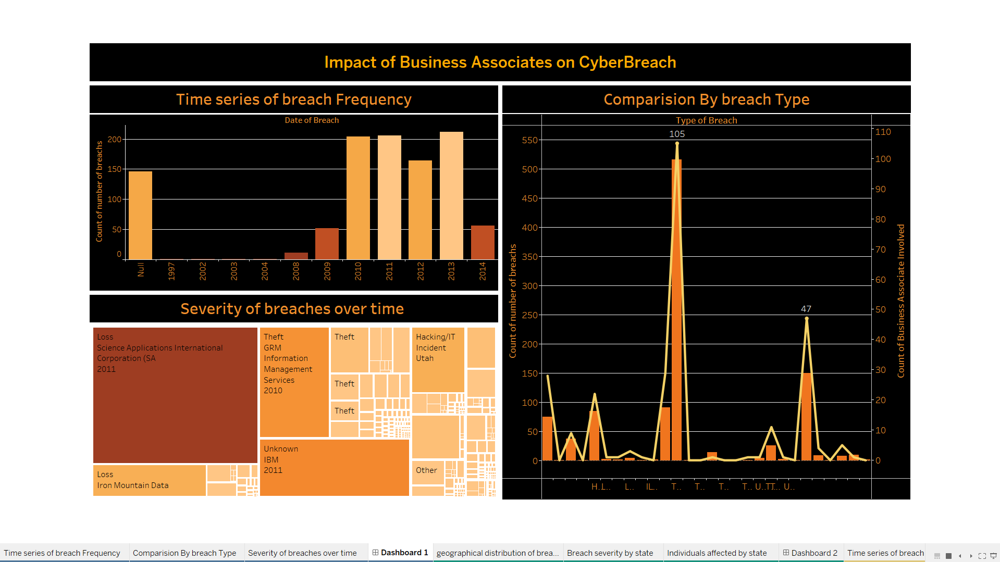 Impact of Business Associates on CyberBreach
Time series of breach Frequency
Date of Breach
Count of number of breachs
200
150
100
50
0
Null
1997
2002
2003
2004
2008
2009
2010
2011
2012
2013
2014
Severity of breaches over time
Loss
Science Applications International
Corporation (SA
2011
Loss
Iron Mountain Data
Theft
GRM
Information
Management
Services
2010
Unknown
IBM
2011
Theft
Theft
Theft
Hacking/IT
Incident
Utah
Other
Comparision By breach Type
Type of Breach
Count of number of breachs
550
500
450
400
350
300
250
200
150
100
50
0
105
47
110
100
90
80
70
60
50
40
30
20
10
0
Count of Business Associate Involved
H.. L.. L.. IL.. T.. T.. T.. T.. U.. TT... U..
Time series of breach Frequency
Comparision By breach Type
Severity of breaches over time
Dashboard 1
geographical distribution of brea...
Breach severity by state
Individuals affected by state
Dashboard 2
Time series of breach